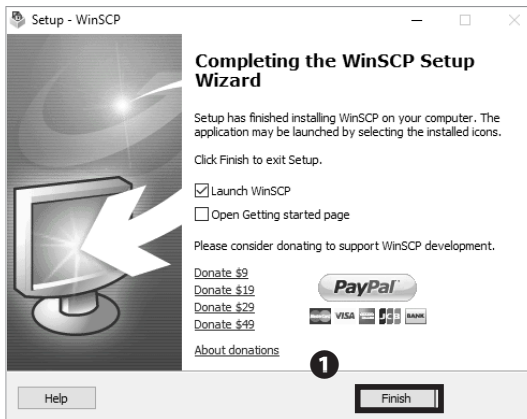 Setup - WinSCP
Completing the WinSCP Setup
Wizard
Setup has finished installing WinSCP on your computer. The
application may be launched by selecting the installed icons.
Click Finish to exit Setup.
Launch WinSCP
Open Getting started page
Please consider donating to support WinSCP development.
Donate $9
Donate $19
Donate $29
Donate $49
PayPal
VISA
JCB
BANK
About donations
1
Help
Finish